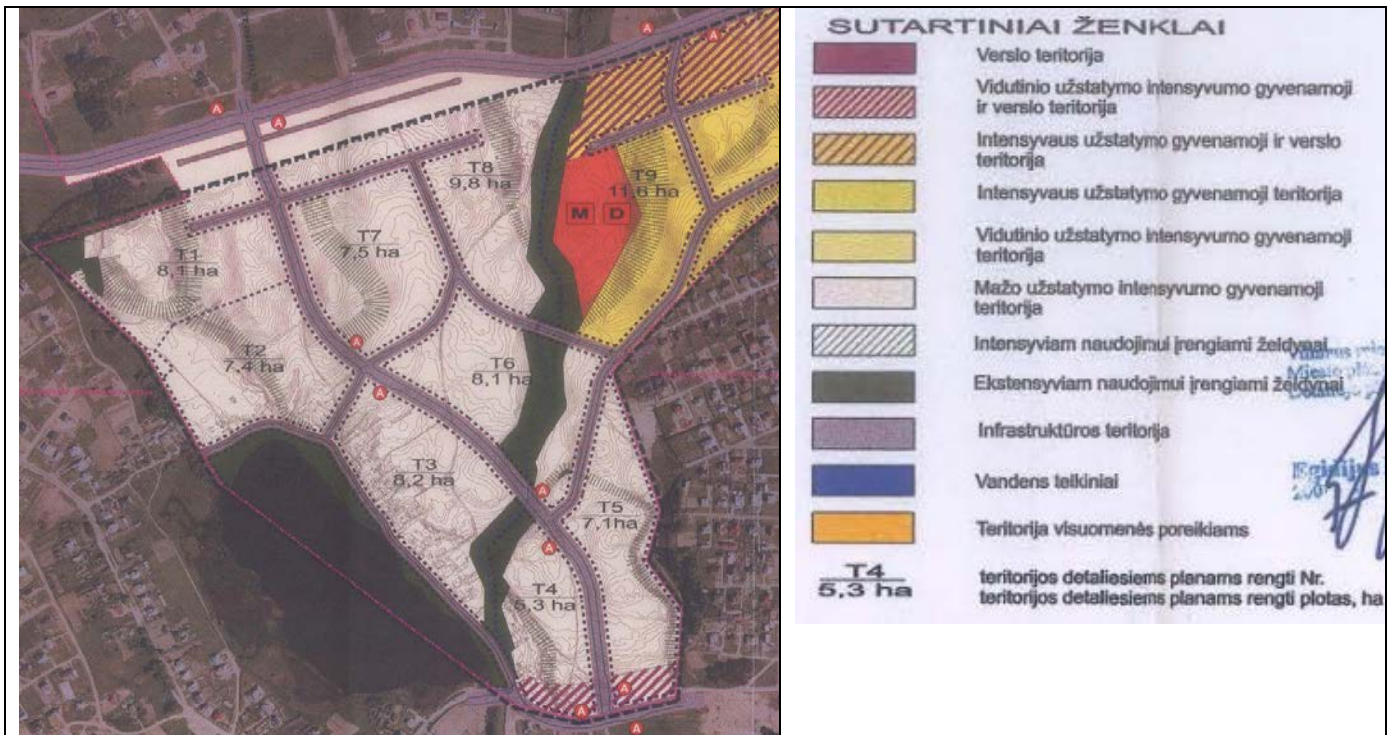 A
A
A
T8
9,8 ha
T9
11,6 ha
M D
T1
8,1 ha
T7
7,5 ha
A
T2
7,4 ha
T6
8,1 ha
A
T3
8,2 ha
A
T5
7,1ha
A
T4
5,3 ha
A
A
A
SUTARTINIAI ŽENKLAI
Verslo teritorija
Vidutinio užstatymo intensyvumo gyvenamoji
ir verslo teritorija
Intensyvaus užstatymo gyvenamoji ir verslo
teritorija
Intensyvaus užstatymo gyvenamoji teritorija
Vidutinio užstatymo intensyvumo gyvenamoji
teritorija
Mažo užstatymo intensyvumo gyvenamoji
teritorija
Intensyviam naudojimui įrengiami želdynai
Ekstensyviam naudojimui įrengiami želdynai
Infrastruktūros teritorija
Vandens telkiniai
Teritorija visuomenės poreikiams
T4
5,3 ha
teritorijos detaliesiems planams rengti Nr.
teritorijos detaliesiems planams rengti plotas, ha